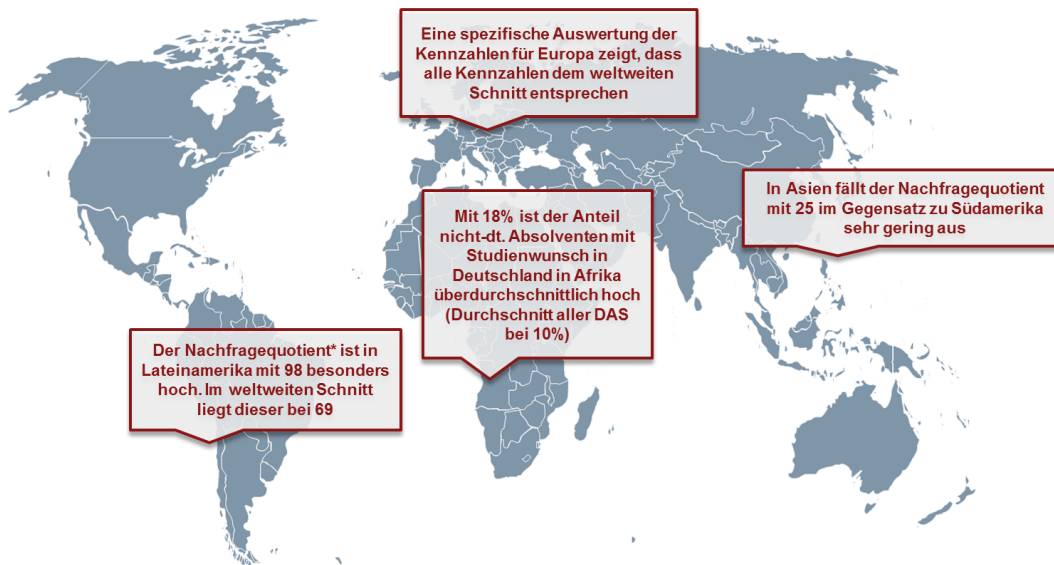 Eine spezifische Auswertung der
Kennzahlen für Europa zeigt, dass
alle Kennzahlen dem weltweiten
Schnitt entsprechen
In Asien fällt der Nachfragequotient
mit 25 im Gegensatz zu Südamerika
sehr gering aus
Mit 18% ist der Anteil
nicht-dt. Absolventen mit
Studienwunsch in
Deutschland in Afrika
überdurchschnittlich hoch
(Durchschnitt aller DAS
bei 10%)
Der Nachfragequotient* ist in
Lateinamerika mit 98 besonders
hoch. Im weltweiten Schnitt
liegt dieser bei 69